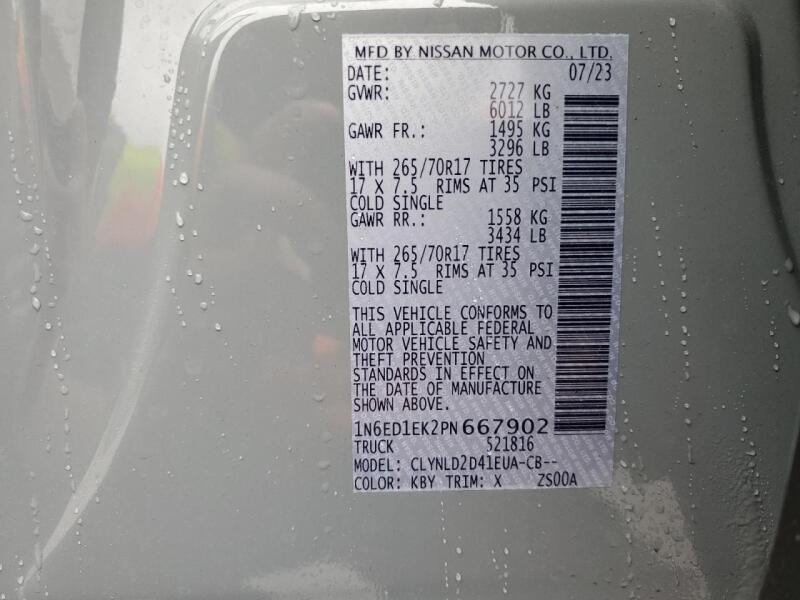 MFD BY NISSAN MOTOR CO., LTD.
DATE: 07/23
GVWR: 2727 KG
6012 LB
GAWR FR.: 1495 KG
3296 LB
WITH 265/70R17 TIRES
17 X 7.5 RIMS AT 35 PSI
COLD SINGLE
GAWR RR.: 1558 KG
3434 LB
WITH 265/70R17 TIRES
17 X 7.5 RIMS AT 35 PSI
COLD SINGLE
THIS VEHICLE CONFORMS TO
ALL APPLICABLE FEDERAL
MOTOR VEHICLE SAFETY AND
THEFT PREVENTION
STANDARDS IN EFFECT ON
THE DATE OF MANUFACTURE
SHOWN ABOVE.
1N6ED1EK2PN667902
TRUCK 521816
MODEL: CLYNLD2D41EUA-CB--
COLOR: KBY TRIM: X ZS00A